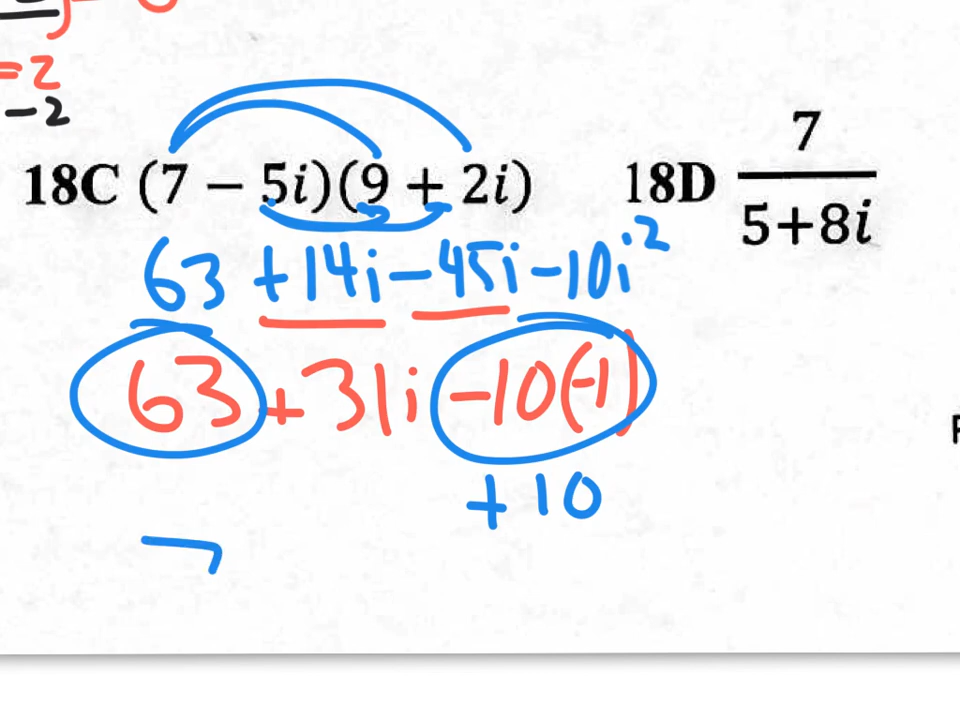 =2
-2
18C (7 − 5i)(9 + 2i) 18D 7/(5+8i)
63 +14i −45i −10i²
63 +31i −10(-1)
+10
7